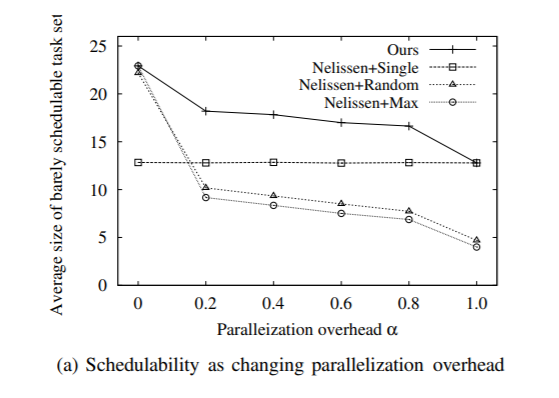 Average size of barely schedulable task set
25
20
15
10
5
0
Ours
Nelissen+Single
Nelissen+Random
Nelissen+Max
0 0.2 0.4 0.6 0.8 1.0
Paralleization overhead α
(a) Schedulability as changing parallelization overhead